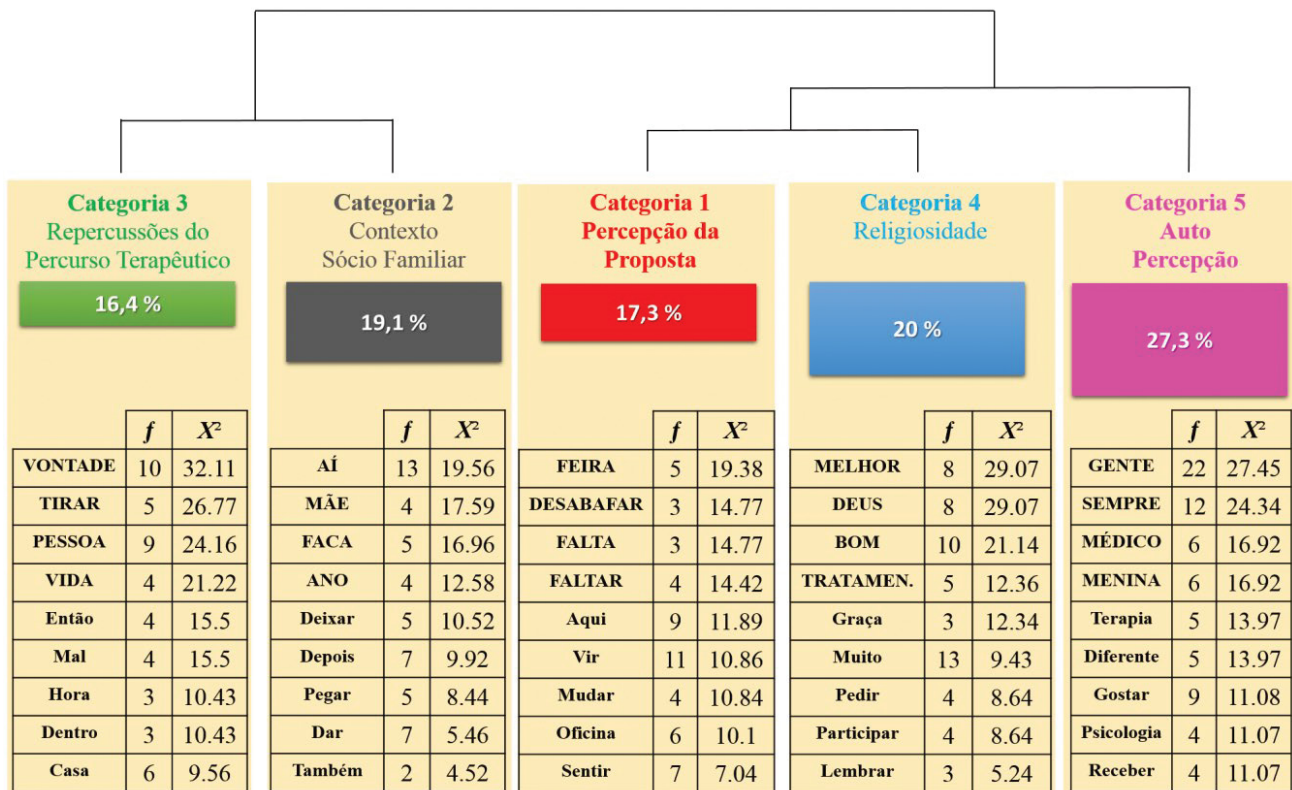 Categoria 3
Repercussões do
Percurso Terapêutico
16,4 %
f X²
VONTADE 10 32.11
TIRAR 5 26.77
PESSOA 9 24.16
VIDA 4 21.22
Então 4 15.5
Mal 4 15.5
Hora 3 10.43
Dentro 3 10.43
Casa 6 9.56
Categoria 2
Contexto
Sócio Familiar
19,1 %
f X²
AÍ 13 19.56
MÃE 4 17.59
FACA 5 16.96
ANO 4 12.58
Deixar 5 10.52
Depois 7 9.92
Pegar 5 8.44
Dar 7 5.46
Também 2 4.52
Categoria 1
Percepção da
Proposta
17,3 %
f X²
FEIRA 5 19.38
DESABAFAR 3 14.77
FALTA 3 14.77
FALTAR 4 14.42
Aqui 9 11.89
Vir 11 10.86
Mudar 4 10.84
Oficina 6 10.1
Sentir 7 7.04
Categoria 4
Religiosidade
20 %
f X²
MELHOR 8 29.07
DEUS 8 29.07
BOM 10 21.14
TRATAMEN. 5 12.36
Graça 3 12.34
Muito 13 9.43
Pedir 4 8.64
Participar 4 8.64
Lembrar 3 5.24
Categoria 5
Auto
Percepção
27,3 %
f X²
GENTE 22 27.45
SEMPRE 12 24.34
MÉDICO 6 16.92
MENINA 6 16.92
Terapia 5 13.97
Diferente 5 13.97
Gostar 9 11.08
Psicologia 4 11.07
Receber 4 11.07